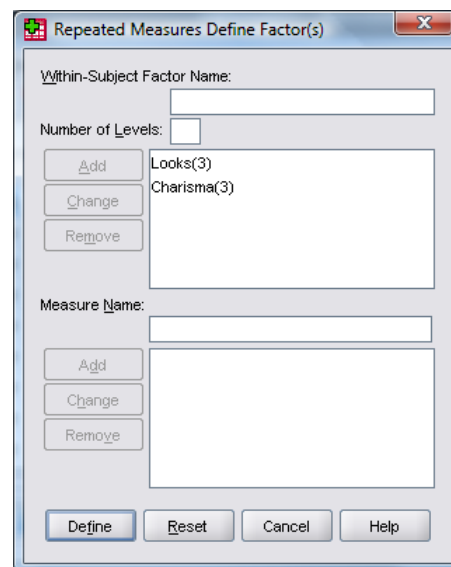 Repeated Measures Define Factor(s)
Within-Subject Factor Name:
Number of Levels:
Add
Change
Remove
Looks(3)
Charisma(3)
Measure Name:
Add
Change
Remove
Define Reset Cancel Help